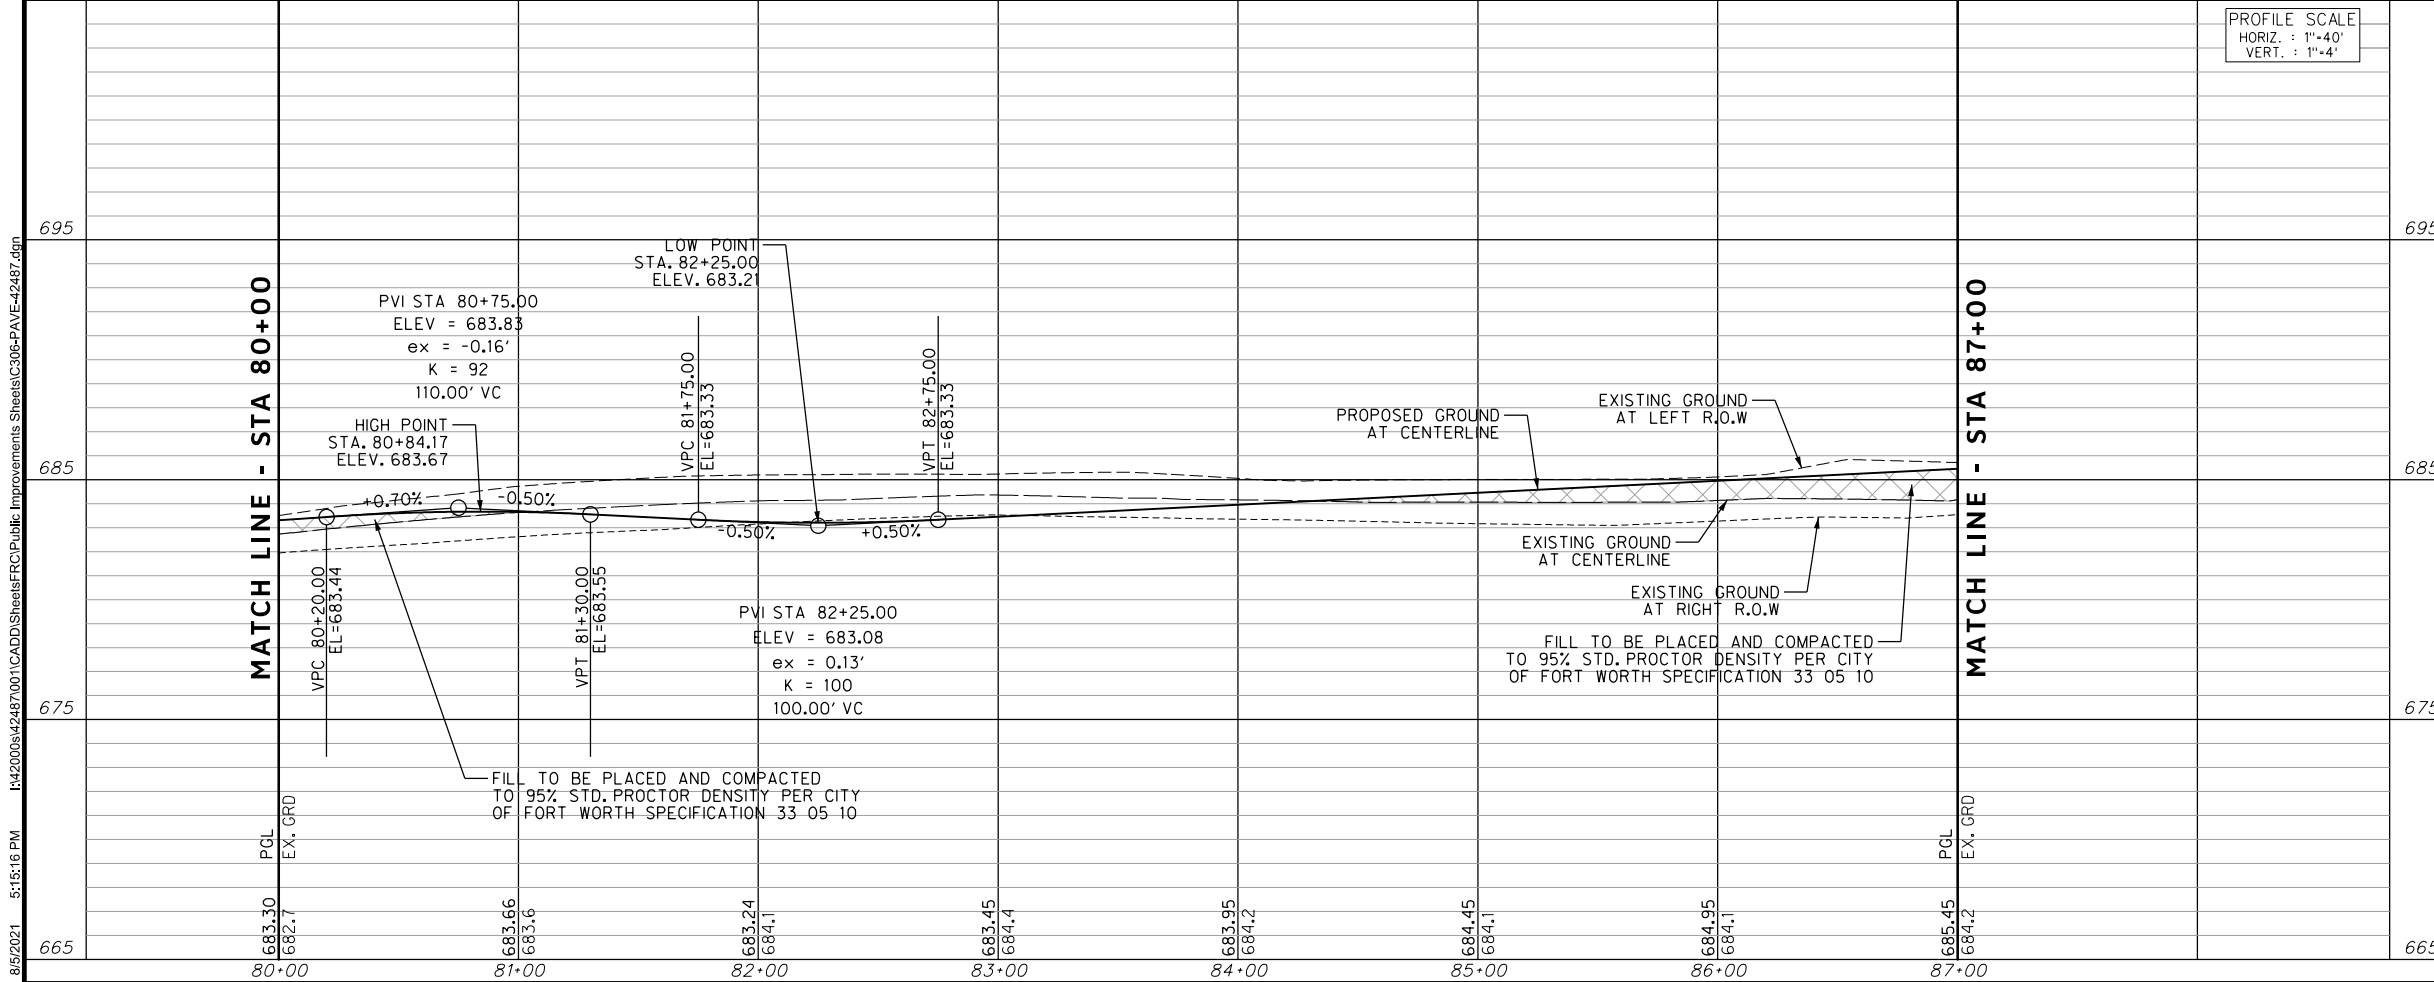 PROFILE SCALE
HORIZ. : 1"=40'
VERT. : 1"=4'
695
695
LOW POINT
STA. 82+25.00
ELEV. 683.21
PVI STA 80+75.00
ELEV = 683.83
ex = -0.16'
K = 92
110.00' VC
HIGH POINT
STA. 80+84.17
ELEV. 683.67
MATCH LINE - STA 80+00
VPC 81+75.00
EL=683.33
VPT 82+75.00
EL=683.33
PROPOSED GROUND
AT CENTERLINE
EXISTING GROUND
AT LEFT R.O.W
MATCH LINE - STA 87+00
685
685
+0.70%
-0.50%
-0.50%
+0.50%
VPC 80+20.00
EL=683.44
VPT 81+30.00
EL=683.55
PVI STA 82+25.00
ELEV = 683.08
ex = 0.13'
K = 100
100.00' VC
EXISTING GROUND
AT CENTERLINE
EXISTING GROUND
AT RIGHT R.O.W
FILL TO BE PLACED AND COMPACTED
TO 95% STD. PROCTOR DENSITY PER CITY
OF FORT WORTH SPECIFICATION 33 05 10
675
675
FILL TO BE PLACED AND COMPACTED
TO 95% STD. PROCTOR DENSITY PER CITY
OF FORT WORTH SPECIFICATION 33 05 10
PGL
EX. GRD
PGL
EX. GRD
683.30
682.7
683.66
683.6
683.24
684.1
683.45
684.4
683.95
684.2
684.45
684.1
684.95
684.1
685.45
684.2
665
665
80+00
81+00
82+00
83+00
84+00
85+00
86+00
87+00
8/5/2021 5:15:16 PM I:\42000s\42487\001\CADD\SheetsFRC\Public Improvements Sheets\C306-PAVE-42487.dgn